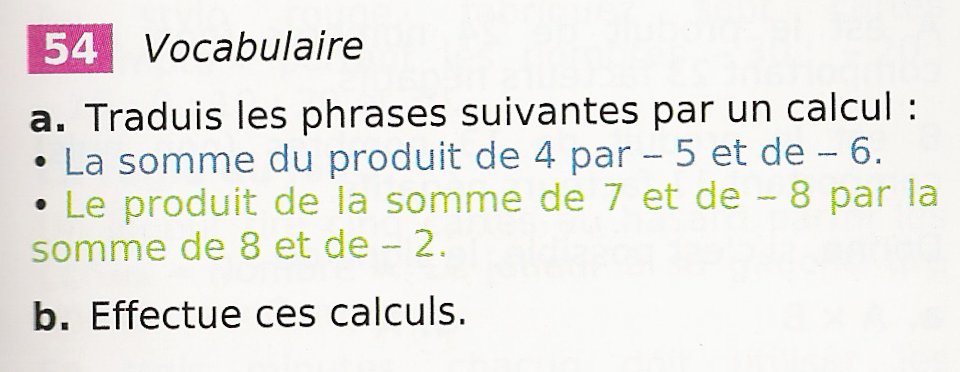 54 Vocabulaire
a. Traduis les phrases suivantes par un calcul :
• La somme du produit de 4 par – 5 et de – 6.
• Le produit de la somme de 7 et de – 8 par la
somme de 8 et de – 2.
b. Effectue ces calculs.